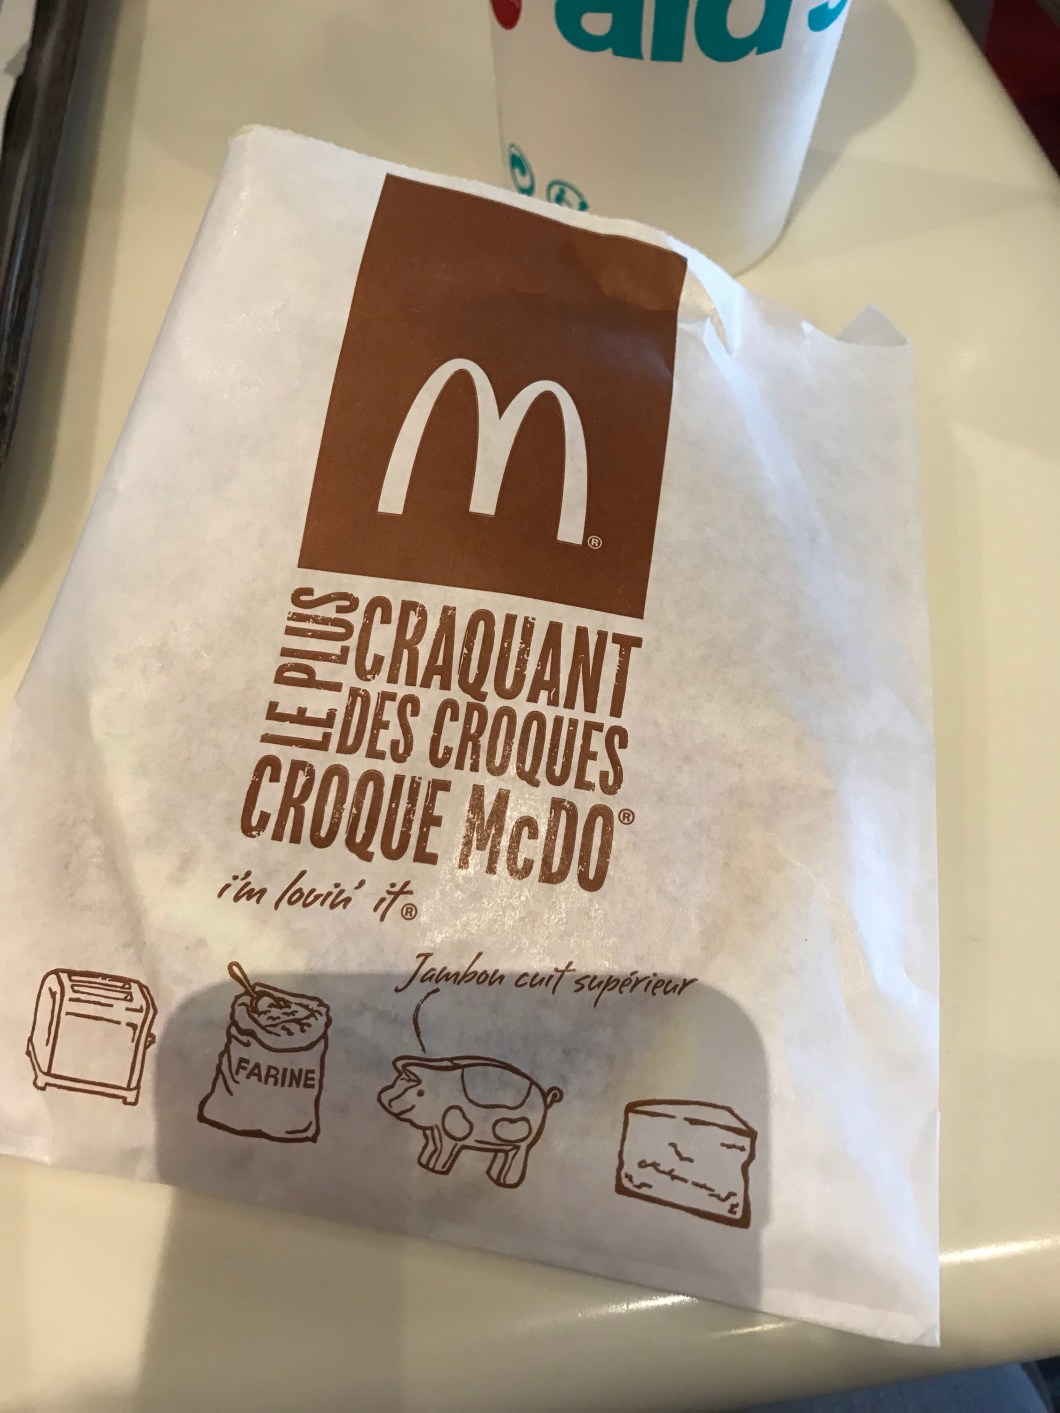 M®
LE PLUS
CRAQUANT
DES CROQUES
CROQUE McDO®
i'm lovin' it®
Jambon cuit supérieur
FARINE